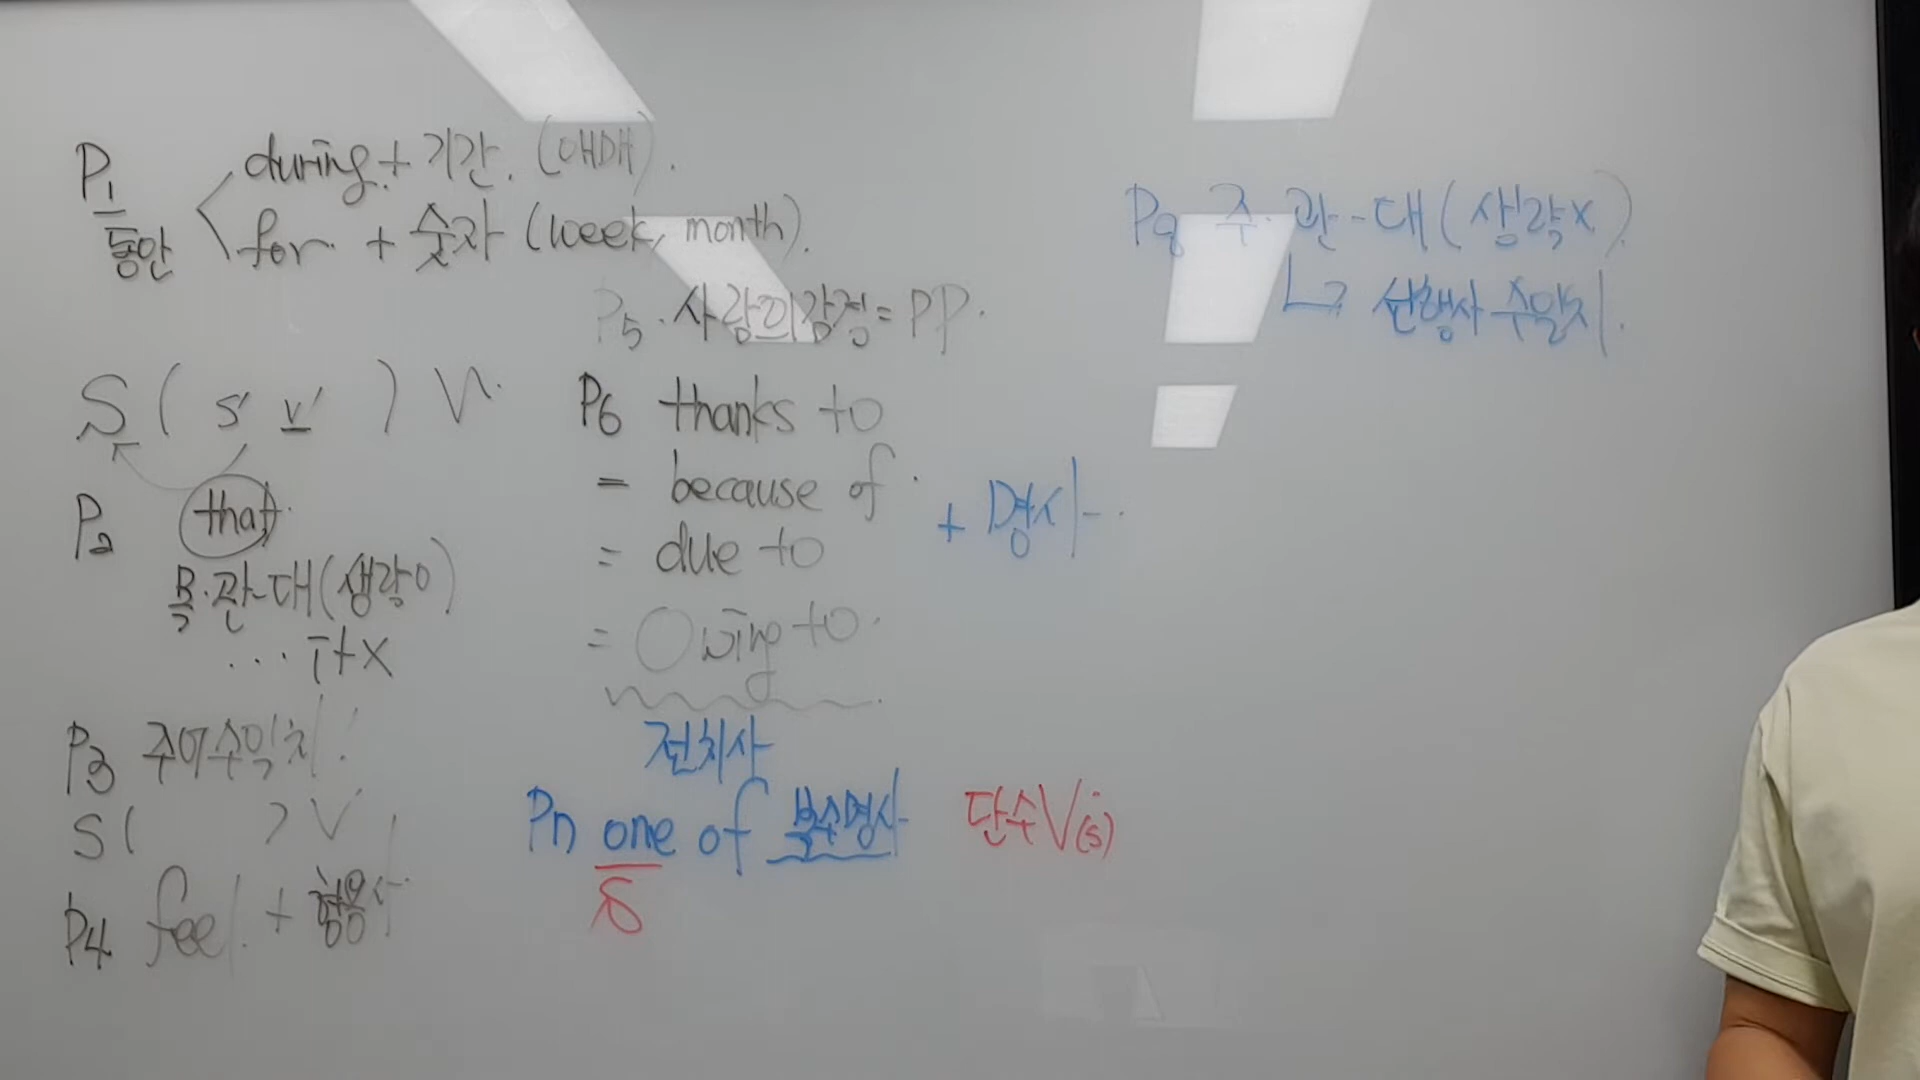 P1 during + 기간. (어떠).
동안 for + 숫자 (week, month).
S ( s' v' ) V
P2 that
목·관-대 (생략O)
... it X
P3 주어수일치!
S ( ) V
P4 feel + 형용사
P5. 사람의 감정 = PP.
P6 thanks to
= because of + 명사
= due to
= Owing to
전치사
Pn one of 복수명사 단수V(s)
S
P9 주·관-대 (생략X).
↳ 선행사 수일치.